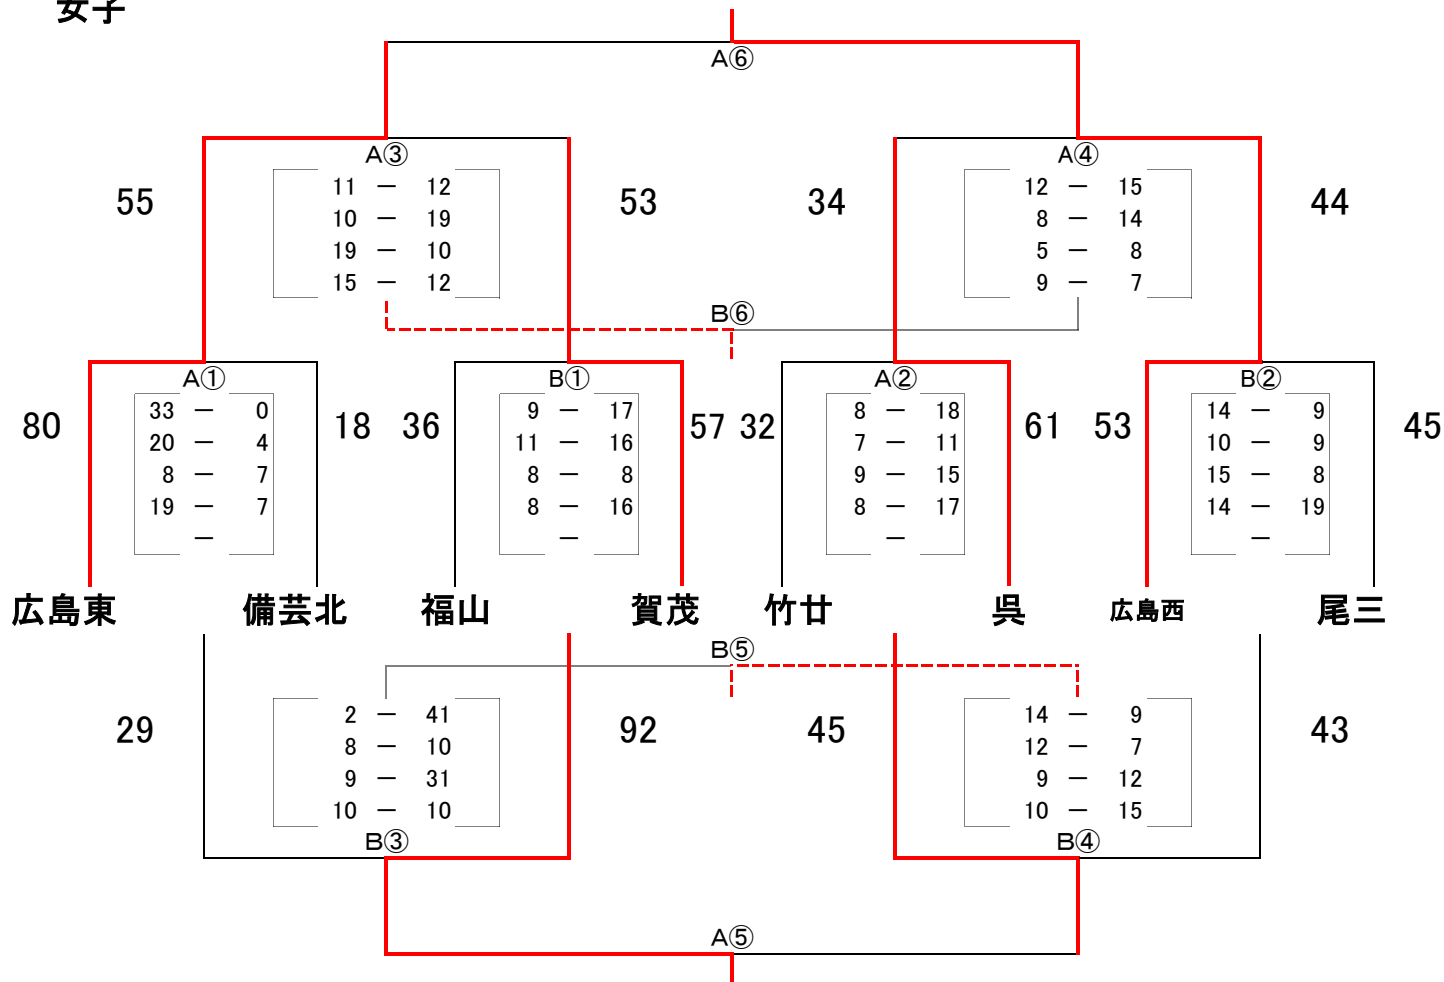 女子
A⑥
A③ A④
55 11 － 12 53 34 12 － 15 44
10 － 19 8 － 14
19 － 10 5 － 8
15 － 12 9 － 7
B⑥
A① B① A② B②
80 33 － 0 18 36 9 － 17 57 32 8 － 18 61 53 14 － 9 45
20 － 4 11 － 16 7 － 11 10 － 9
8 － 7 8 － 8 9 － 15 15 － 8
19 － 7 8 － 16 8 － 17 14 － 19
－ － － －
広島東 備芸北 福山 賀茂 竹廿 呉 広島西 尾三
B⑤
29 2 － 41 92 45 14 － 9 43
8 － 10 12 － 7
9 － 31 9 － 12
10 － 10 10 － 15
B③ B④
A⑤